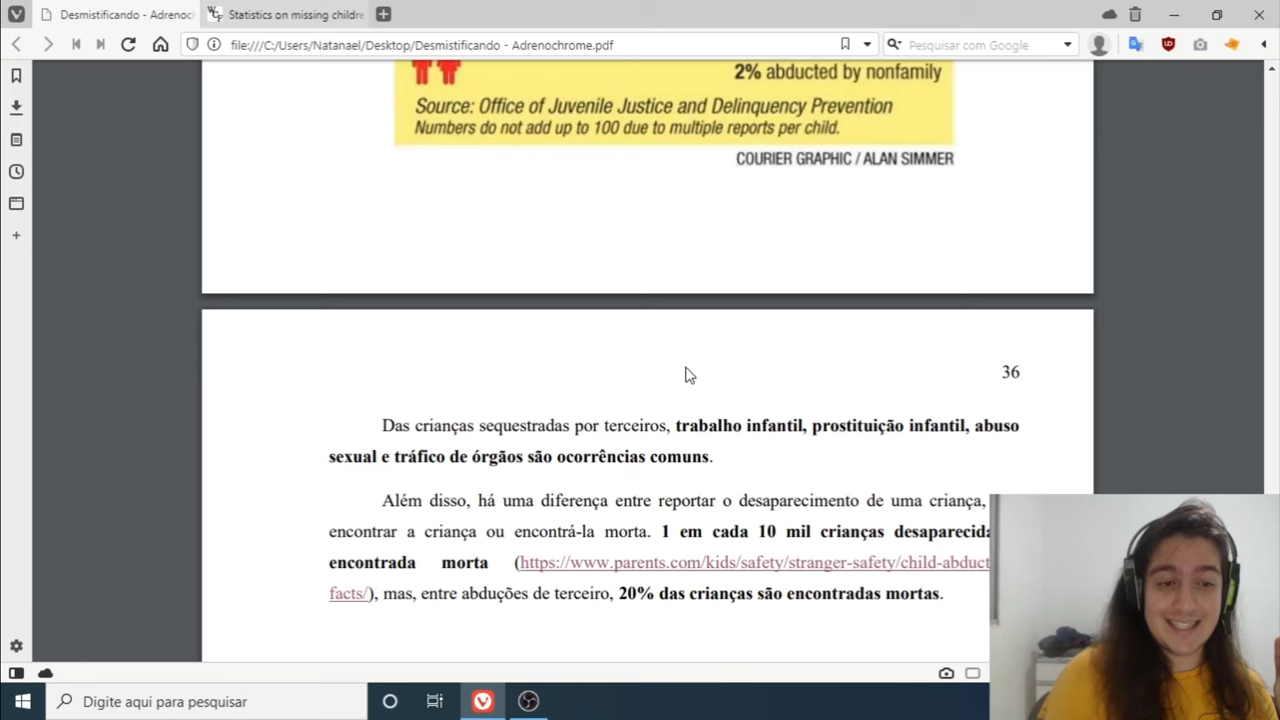 Desmistificando - Adrenoc
Statistics on missing childre
file:///C:/Users/Natanael/Desktop/Desmistificando - Adrenochrome.pdf
Pesquisar com Google
2% abducted by nonfamily
Source: Office of Juvenile Justice and Delinquency Prevention
Numbers do not add up to 100 due to multiple reports per child.
COURIER GRAPHIC / ALAN SIMMER
36
Das crianças sequestradas por terceiros, trabalho infantil, prostituição infantil, abuso
sexual e tráfico de órgãos são ocorrências comuns.
Além disso, há uma diferença entre reportar o desaparecimento de uma criança,
encontrar a criança ou encontrá-la morta. 1 em cada 10 mil crianças desaparecida
encontrada morta (https://www.parents.com/kids/safety/stranger-safety/child-abduct
facts/), mas, entre abduções de terceiro, 20% das crianças são encontradas mortas.
Digite aqui para pesquisar